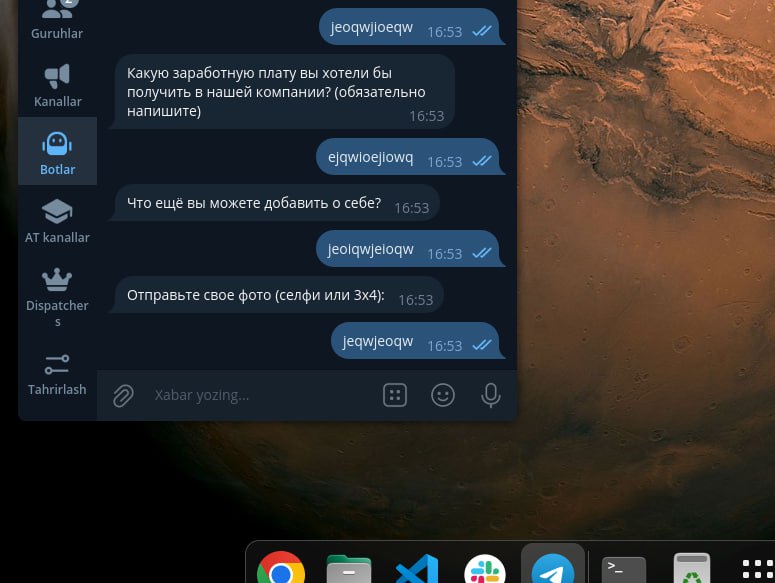 2
Guruhlar
Kanallar
Botlar
AT kanallar
Dispatcher
s
Tahrirlash
jeoqwjioeqw 16:53
Какую заработную плату вы хотели бы
получить в нашей компании? (обязательно
напишите) 16:53
ejqwioejiowq 16:53
Что ещё вы можете добавить о себе? 16:53
jeoiqwjeioqw 16:53
Отправьте свое фото (селфи или 3x4): 16:53
jeqwjeoqw 16:53
Xabar yozing...
>_